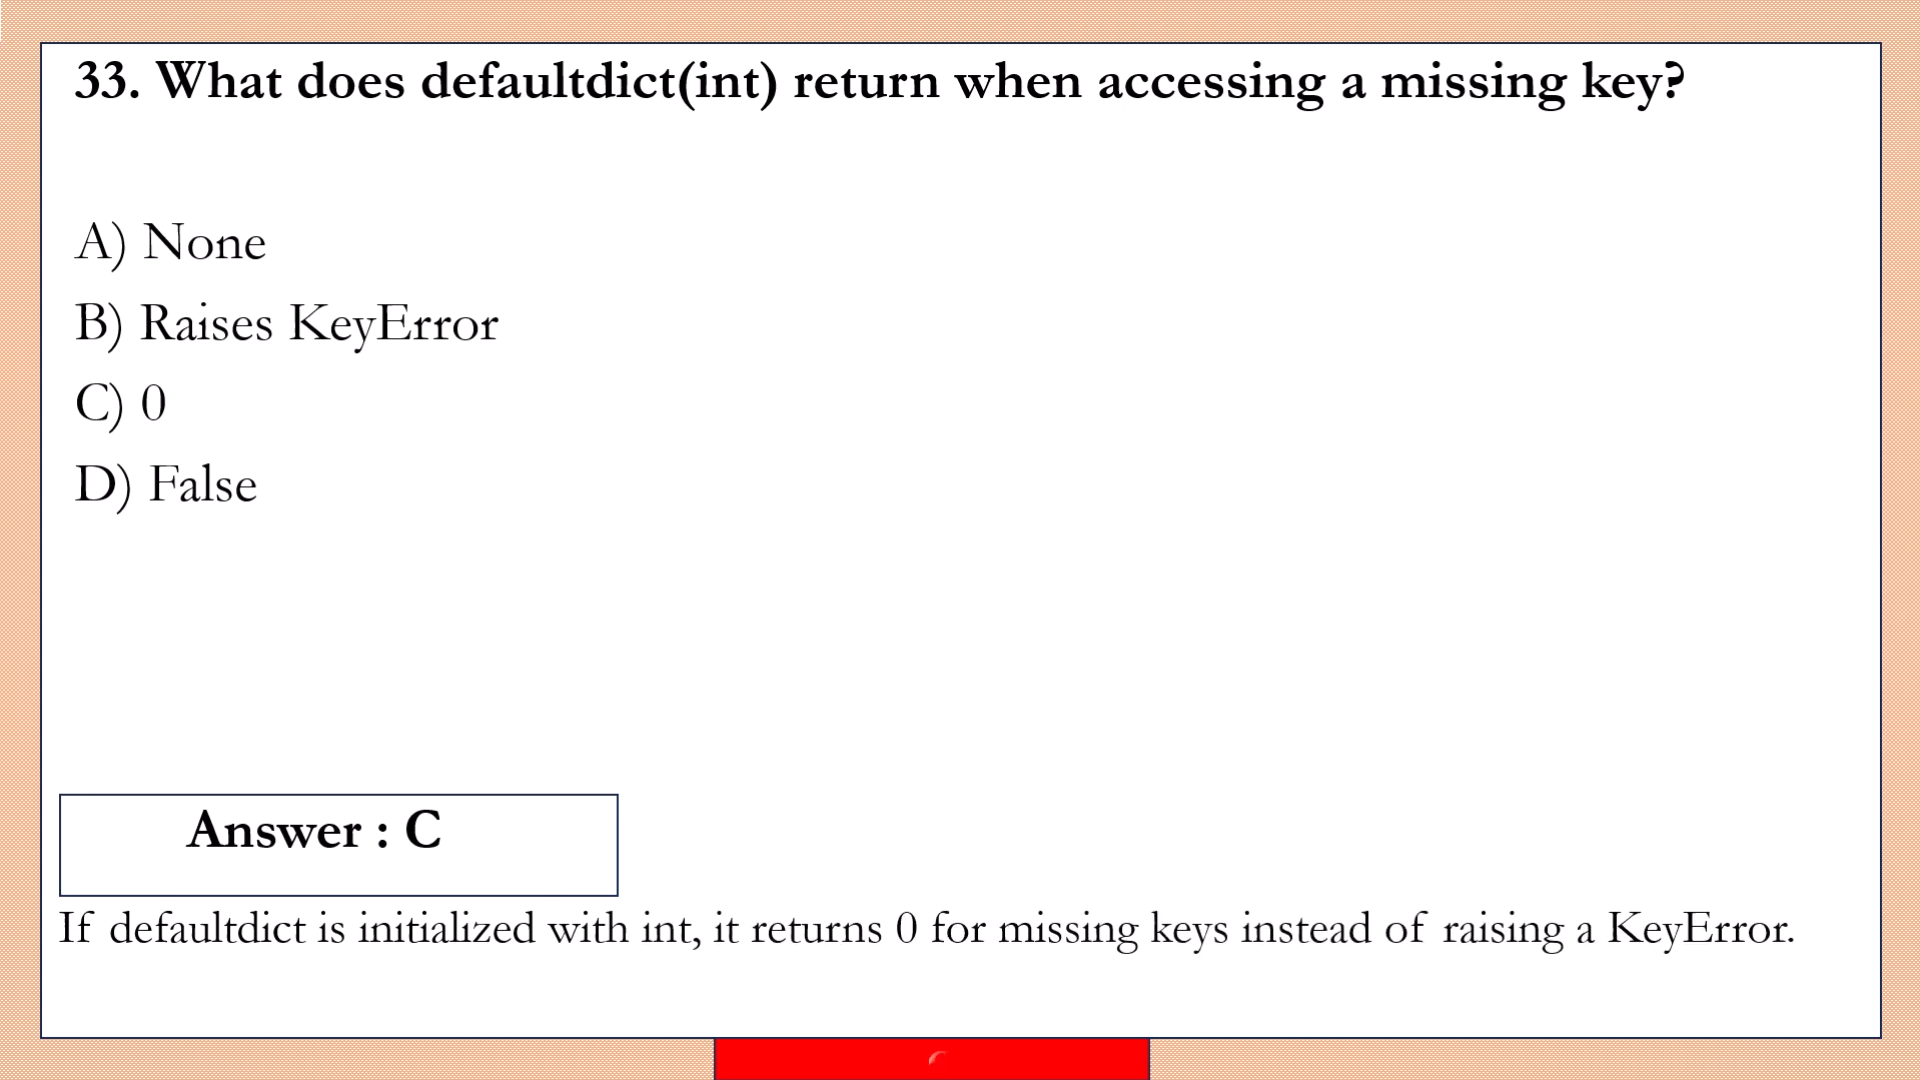 33. What does defaultdict(int) return when accessing a missing key?
A) None
B) Raises KeyError
C) 0
D) False
Answer : C
If defaultdict is initialized with int, it returns 0 for missing keys instead of raising a KeyError.